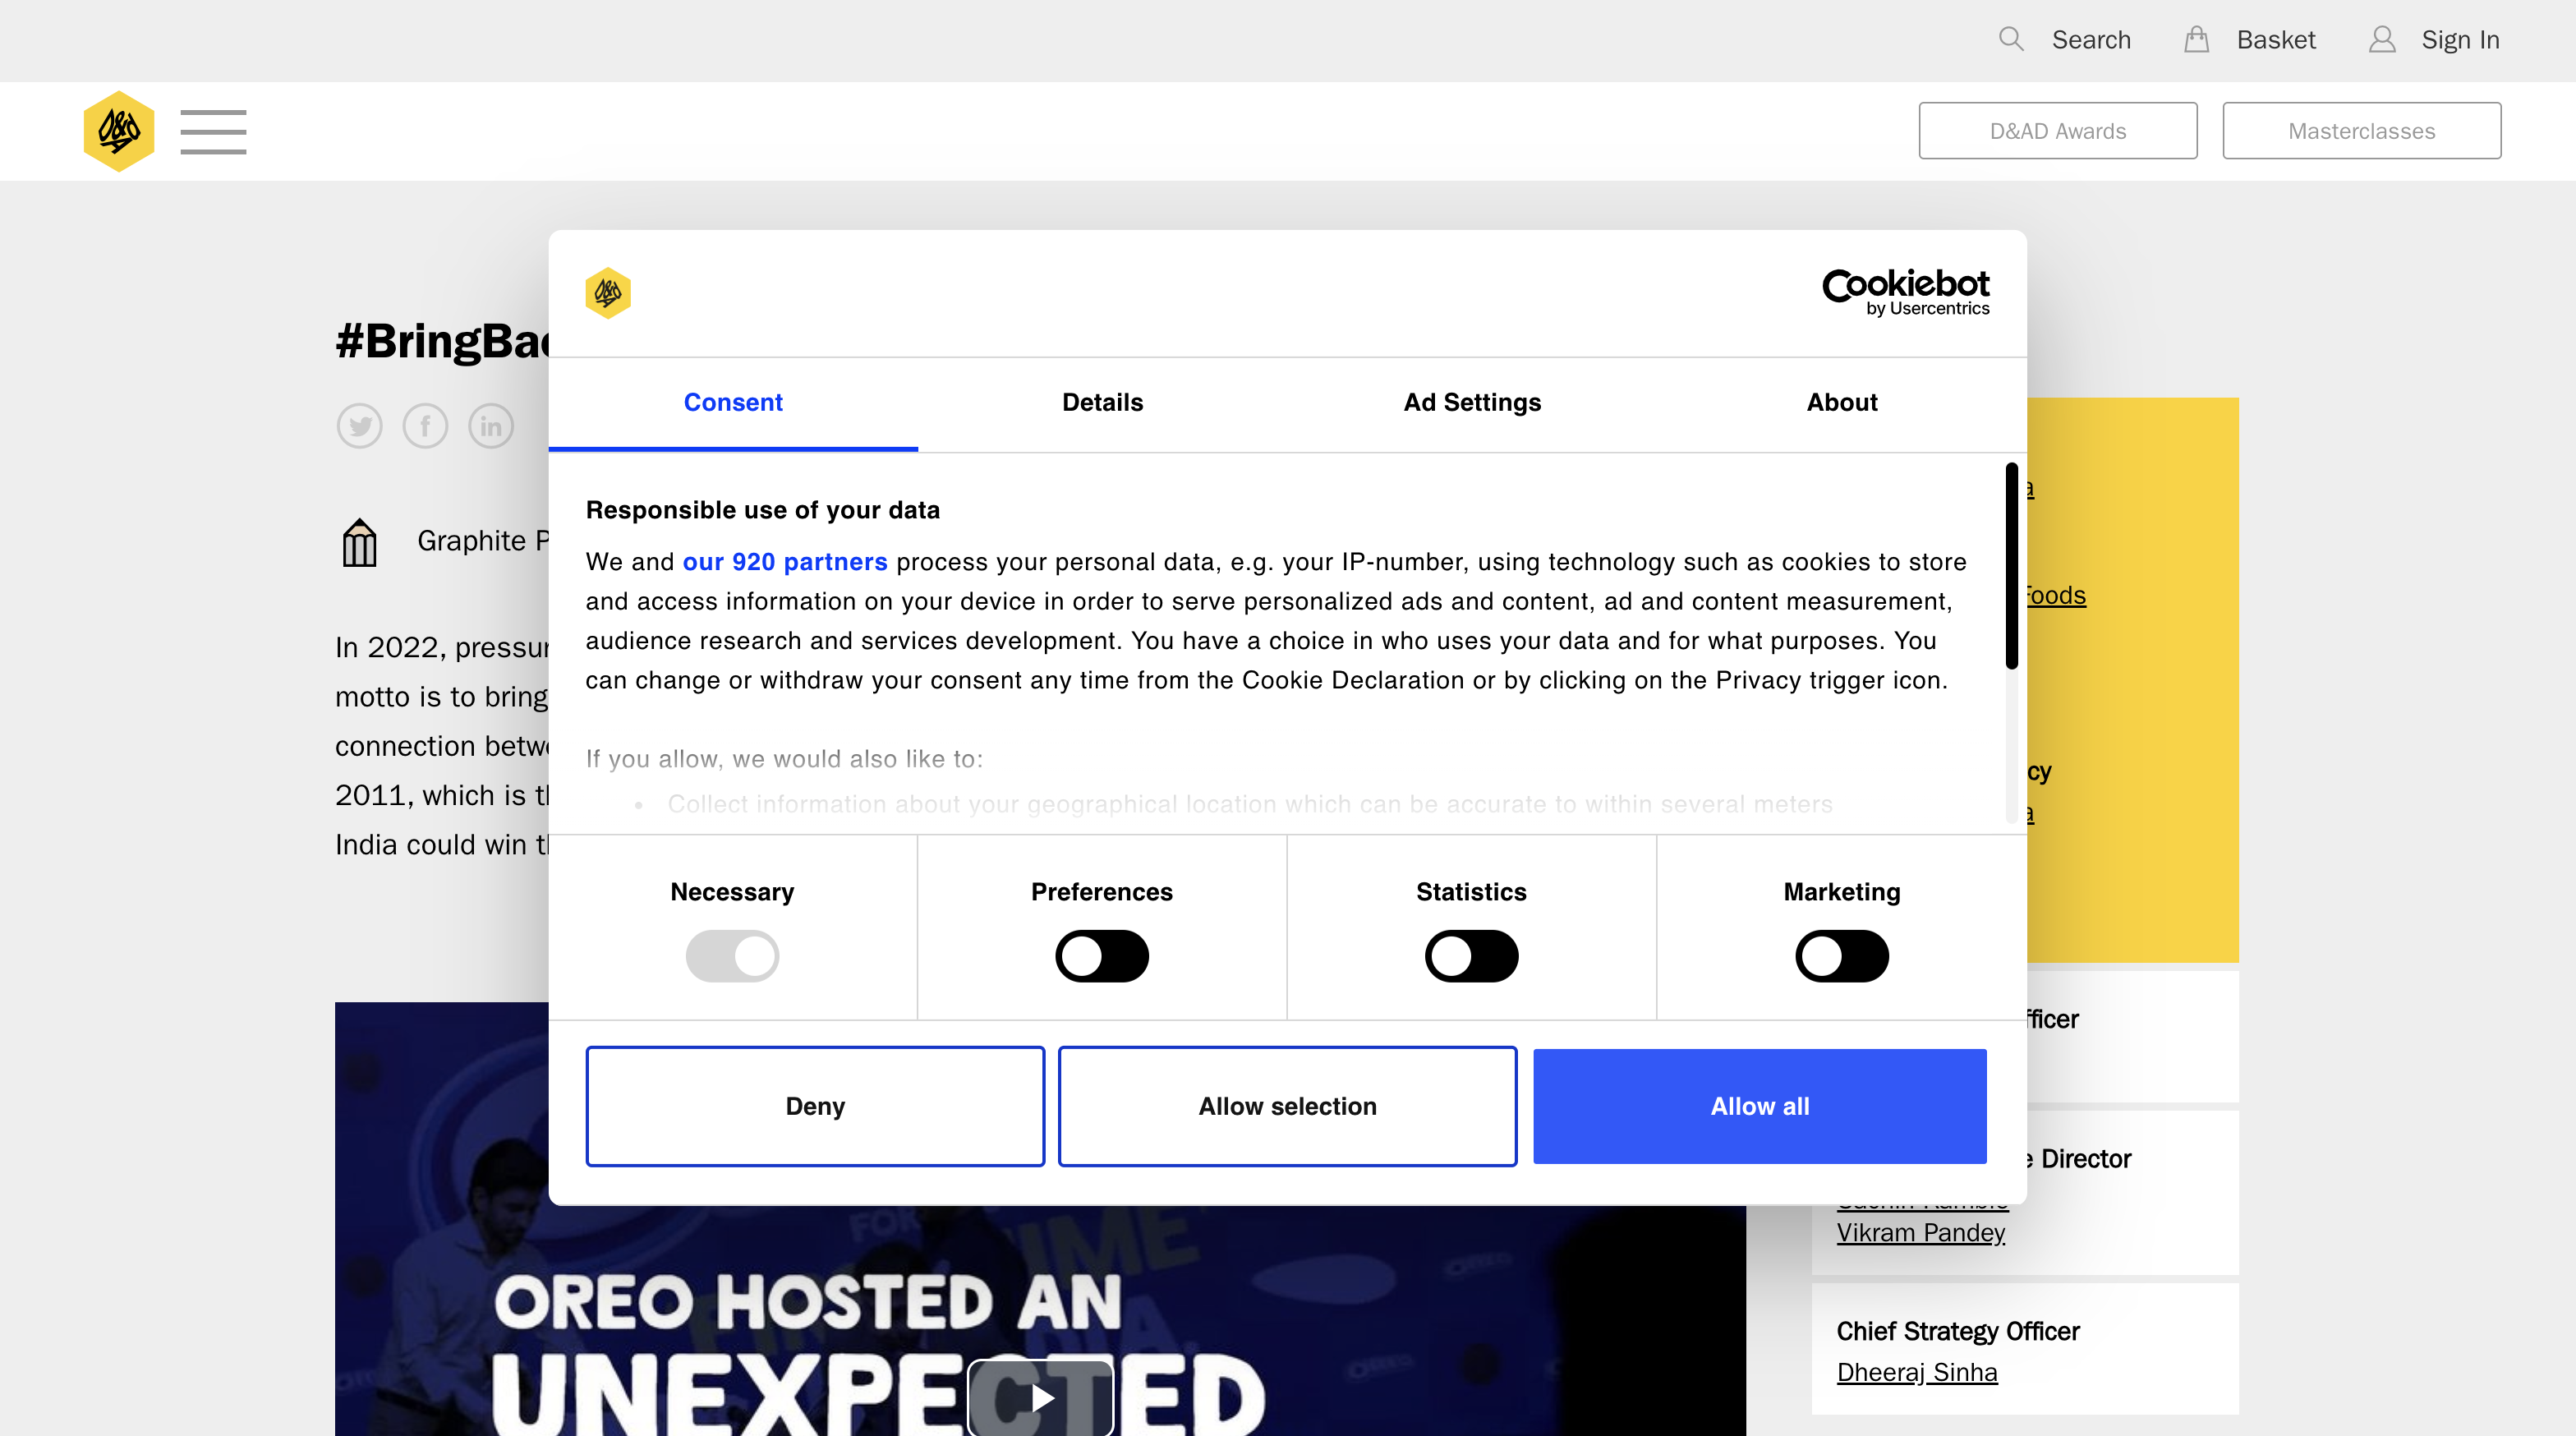 Search
Basket
Sign In
D&AD
D&AD Awards
Masterclasses
Cookiebot
by Usercentrics
#BringBac
Consent
Details
Ad Settings
About
Graphite P
Responsible use of your data
We and our 920 partners process your personal data, e.g. your IP-number, using technology such as cookies to store
and access information on your device in order to serve personalized ads and content, ad and content measurement,
audience research and services development. You have a choice in who uses your data and for what purposes. You
can change or withdraw your consent any time from the Cookie Declaration or by clicking on the Privacy trigger icon.
If you allow, we would also like to:
• Collect information about your geographical location which can be accurate to within several meters
In 2022, pressur
motto is to bring
connection betwe
2011, which is th
India could win th
Foods
cy
Necessary
Preferences
Statistics
Marketing
Deny
Allow selection
Allow all
fficer
e Director
Vikram Pandey
Chief Strategy Officer
Dheeraj Sinha
OREO HOSTED AN
UNEXPECTED